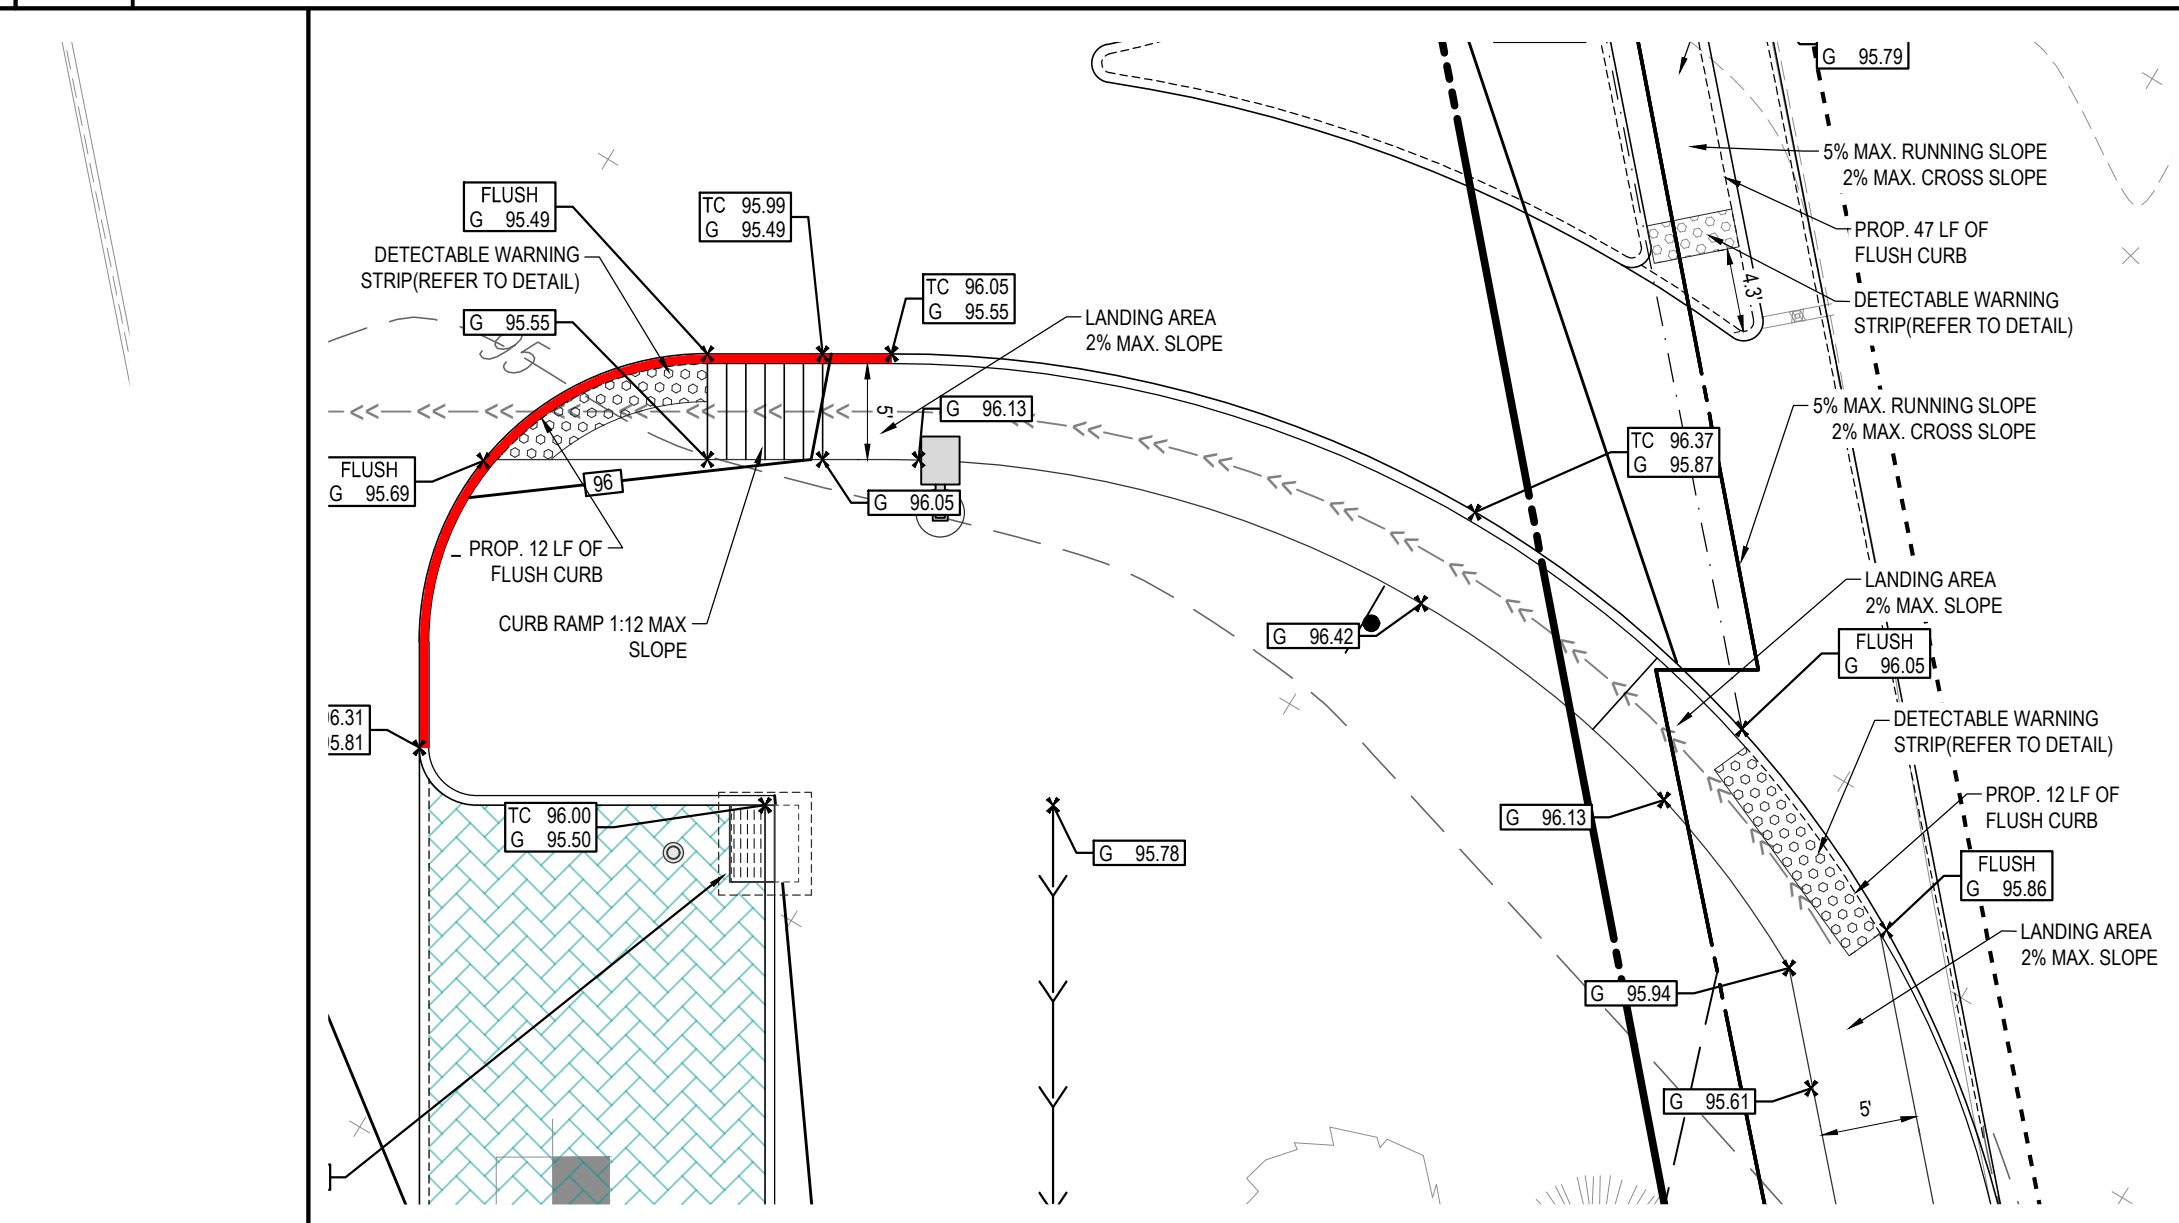 G 95.79
5% MAX. RUNNING SLOPE
2% MAX. CROSS SLOPE
FLUSH
G 95.49
TC 95.99
G 95.49
PROP. 47 LF OF
FLUSH CURB
DETECTABLE WARNING
STRIP(REFER TO DETAIL)
TC 96.05
G 95.55
4.3'
DETECTABLE WARNING
STRIP(REFER TO DETAIL)
G 95.55
LANDING AREA
2% MAX. SLOPE
95
5'
G 96.13
5% MAX. RUNNING SLOPE
2% MAX. CROSS SLOPE
TC 96.37
G 95.87
FLUSH
G 95.69
96
G 96.05
PROP. 12 LF OF
FLUSH CURB
LANDING AREA
2% MAX. SLOPE
CURB RAMP 1:12 MAX
SLOPE
G 96.42
FLUSH
G 96.05
6.31
5.81
DETECTABLE WARNING
STRIP(REFER TO DETAIL)
TC 96.00
G 95.50
PROP. 12 LF OF
FLUSH CURB
G 96.13
G 95.78
FLUSH
G 95.86
LANDING AREA
2% MAX. SLOPE
G 95.94
G 95.61
5'